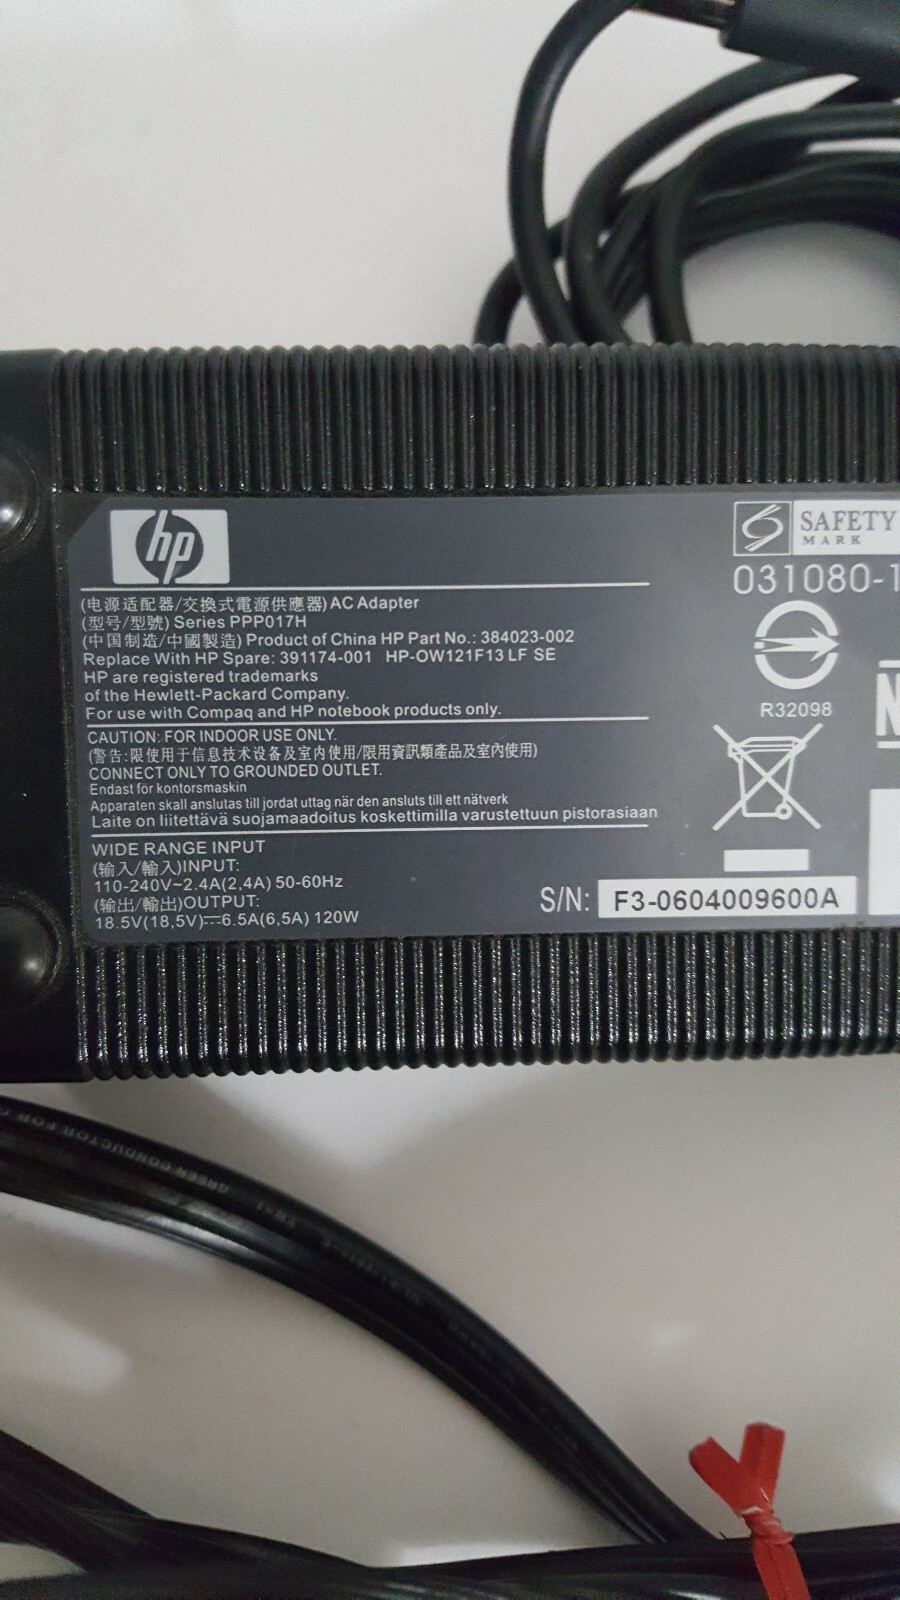 hp
(电源适配器/交換式電源供應器) AC Adapter
(型号/型號) Series PPP017H
(中国制造/中國製造) Product of China HP Part No.: 384023-002
Replace With HP Spare: 391174-001 HP-OW121F13 LF SE
HP are registered trademarks
of the Hewlett-Packard Company.
For use with Compaq and HP notebook products only.
CAUTION: FOR INDOOR USE ONLY.
(警告:限使用于信息技术设备及室内使用/限用資訊類產品及室內使用)
CONNECT ONLY TO GROUNDED OUTLET.
Endast för kontorsmaskin
Apparaten skall anslutas till jordat uttag när den ansluts till ett nätverk
Laite on liitettävä suojamaadoitus koskettimilla varustettuun pistorasiaan
WIDE RANGE INPUT
(输入/輸入)INPUT:
110-240V~2.4A(2,4A) 50-60Hz
(输出/輸出)OUTPUT:
18.5V(18,5V)⎓6.5A(6,5A) 120W
SAFETY
MARK
031080-1
R32098
N
S/N: F3-0604009600A
GREEN CONDUCTOR FOR